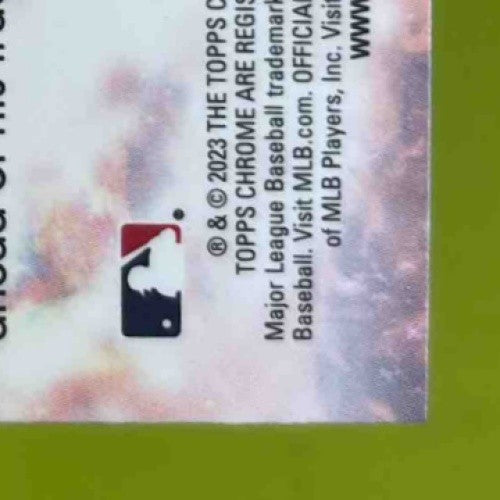 ® & © 2023 THE TOPPS C
TOPPS CHROME ARE REGIS
Major League Baseball trademark
Baseball. Visit MLB.com. OFFICIA
of MLB Players, Inc. Visi
www